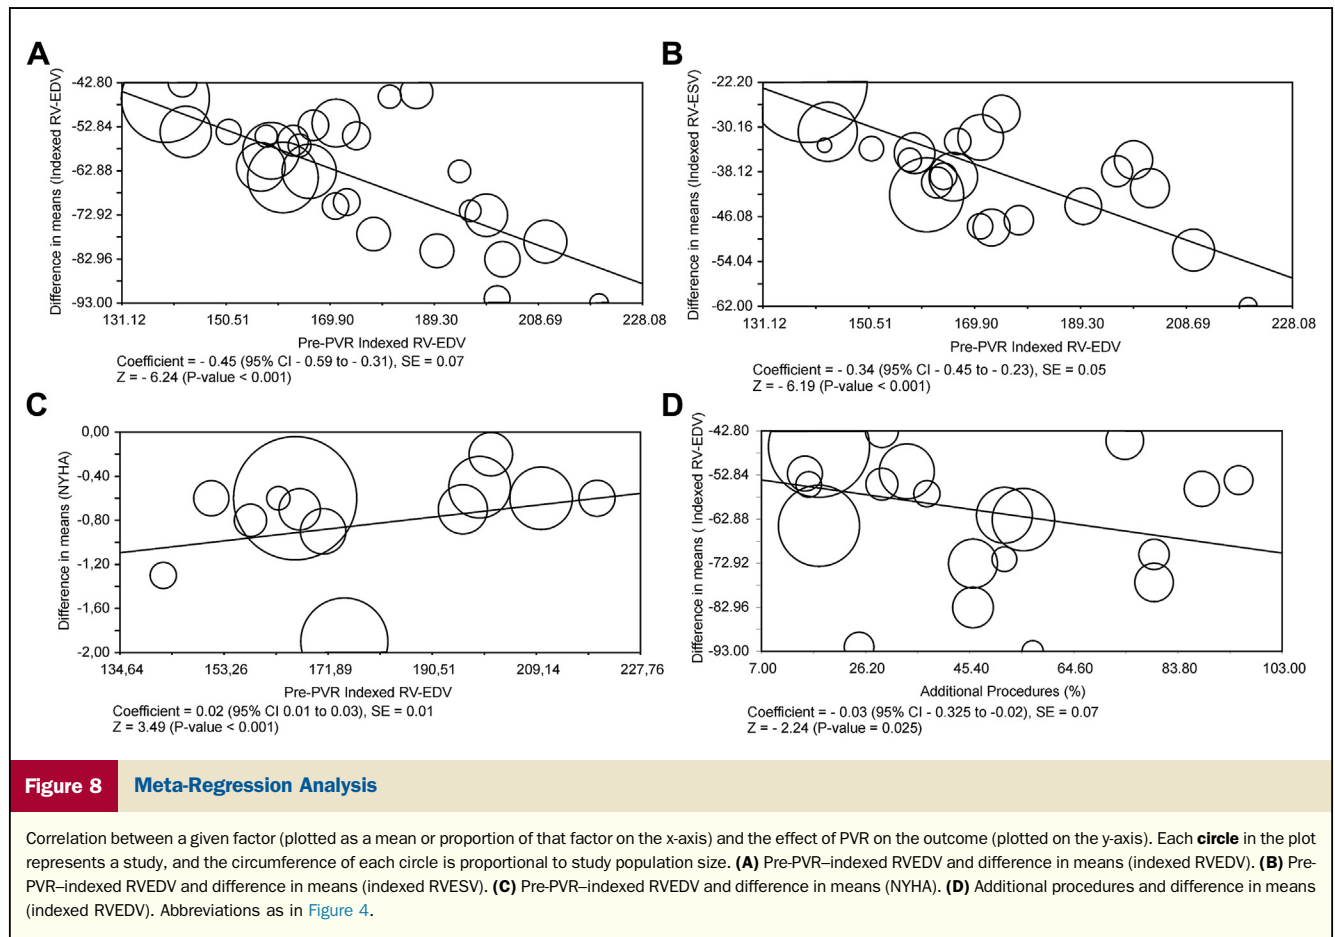 A
Difference in means (Indexed RV-EDV)
-42.80
-52.84
-62.88
-72.92
-82.96
-93.00
131.12 150.51 169.90 189.30 208.69 228.08
Pre-PVR Indexed RV-EDV
Coefficient = - 0.45 (95% CI - 0.59 to - 0.31), SE = 0.07
Z = - 6.24 (P-value < 0.001)
B
Difference in means (Indexed RV-ESV)
-22.20
-30.16
-38.12
-46.08
-54.04
-62.00
131.12 150.51 169.90 189.30 208.69 228.08
Pre-PVR Indexed RV-EDV
Coefficient = - 0.34 (95% CI - 0.45 to - 0.23), SE = 0.05
Z = - 6.19 (P-value < 0.001)
C
Difference in means (NYHA)
0,00
-0,40
-0,80
-1,20
-1,60
-2,00
134,64 153,26 171,89 190,51 209,14 227,76
Pre-PVR Indexed RV-EDV
Coefficient = 0.02 (95% CI 0.01 to 0.03), SE = 0.01
Z = 3.49 (P-value < 0.001)
D
Difference in means ( Indexed RV-EDV)
-42.80
-52.84
-62.88
-72.92
-82.96
-93.00
7.00 26.20 45.40 64.60 83.80 103.00
Additional Procedures (%)
Coefficient = - 0.03 (95% CI - 0.325 to -0.02), SE = 0.07
Z = - 2.24 (P-value = 0.025)
Figure 8 Meta-Regression Analysis
Correlation between a given factor (plotted as a mean or proportion of that factor on the x-axis) and the effect of PVR on the outcome (plotted on the y-axis). Each circle in the plot
represents a study, and the circumference of each circle is proportional to study population size. (A) Pre-PVR–indexed RVEDV and difference in means (indexed RVEDV). (B) Pre-
PVR–indexed RVEDV and difference in means (indexed RVESV). (C) Pre-PVR–indexed RVEDV and difference in means (NYHA). (D) Additional procedures and difference in means
(indexed RVEDV). Abbreviations as in Figure 4.